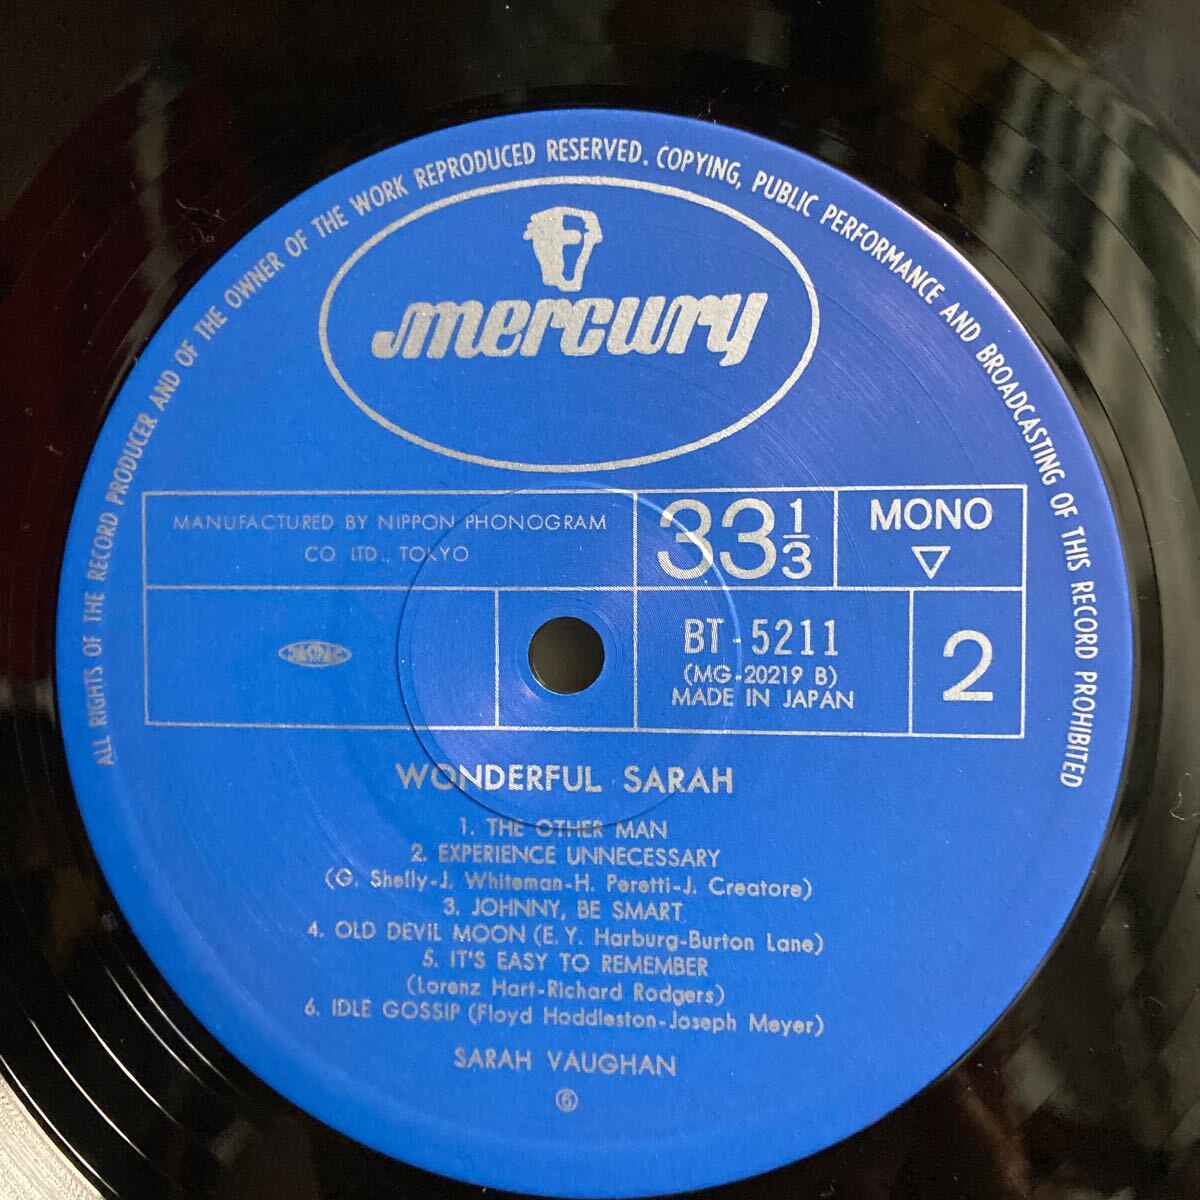 ALL RIGHTS OF THE RECORD PRODUCER AND OF THE OWNER OF THE WORK REPRODUCED RESERVED. COPYING, PUBLIC PERFORMANCE AND BROADCASTING OF THIS RECORD PROHIBITED
mercury
MANUFACTURED BY NIPPON PHONOGRAM
CO LTD., TOKYO
33 1/3
MONO
▽
BT-5211
(MG-20219 B)
MADE IN JAPAN
2
WONDERFUL SARAH
1. THE OTHER MAN
2. EXPERIENCE UNNECESSARY
(G. Shelly-J. Whiteman-H. Peretti-J. Creatore)
3. JOHNNY, BE SMART
4. OLD DEVIL MOON (E. Y. Harburg-Burton Lane)
5. IT'S EASY TO REMEMBER
(Lorenz Hart-Richard Rodgers)
6. IDLE GOSSIP (Floyd Hoddleston-Joseph Meyer)
SARAH VAUGHAN
⑥